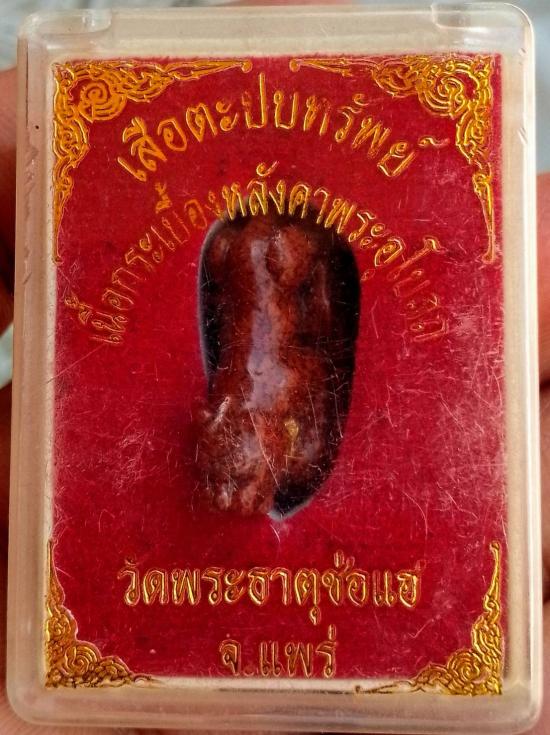 เสือตะปบทรัพย์
เนื้อกระเบื้องหลังคาพระอุโบสถ
วัดพระธาตุช่อแฮ
จ.แพร่